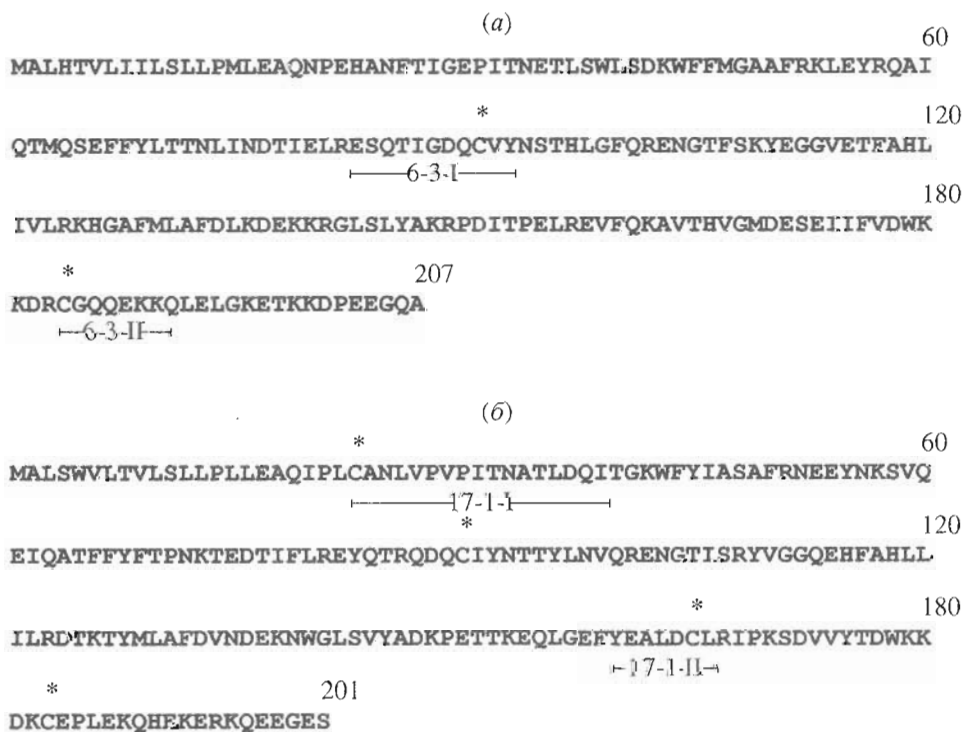 (а)
60
MALHTVLIILSLLPMLEAQNPEHANFTIGEPITNETLSWLSDKWFFMGAAFRKLEYRQAI
* 120
QTMQSEFFYLTTNLINDTIELRESQTIGDQCVYNSTHLGFQRENGTFSKYEGGVETFAHL
6-3-I
180
IVLRKHGAFMLAFDLKDEKKRGLSLYAKRPDITPELREVFQKAVTHVGMDESEIIFVDWK
* 207
KDRCGQQEKKQLELGKETKKDPEEGQA
6-3-II
(б)
* 60
MALSWVLTVLSLLPLLEAQIPLCANLVPVPITNATLDQITGKWFYIASAFRNEEYNKSVQ
17-1-I
* 120
EIQATFFYFTPNKTEDTIFLREYQTRQDQCIYNTTYLNVQRENGTISRYVGGQEHFAHLL
* 180
ILRDTKTYMLAFDVNDEKNWGLSVYADKPETTKEQLGEFYEALDCLRIPKSDVVYTDWKK
17-1-II
* 201
DKCEPLEKQHEKERKQEEGES